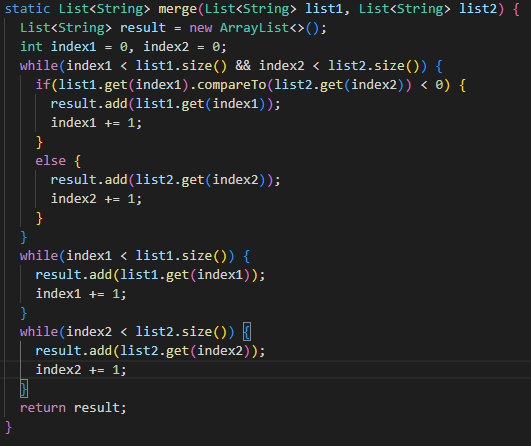 static List<String> merge(List<String> list1, List<String> list2) {
  List<String> result = new ArrayList<>();
  int index1 = 0, index2 = 0;
  while(index1 < list1.size() && index2 < list2.size()) {
    if(list1.get(index1).compareTo(list2.get(index2)) < 0) {
      result.add(list1.get(index1));
      index1 += 1;
    }
    else {
      result.add(list2.get(index2));
      index2 += 1;
    }
  }
  while(index1 < list1.size()) {
    result.add(list1.get(index1));
    index1 += 1;
  }
  while(index2 < list2.size()) {
    result.add(list2.get(index2));
    index2 += 1;
  }
  return result;
}